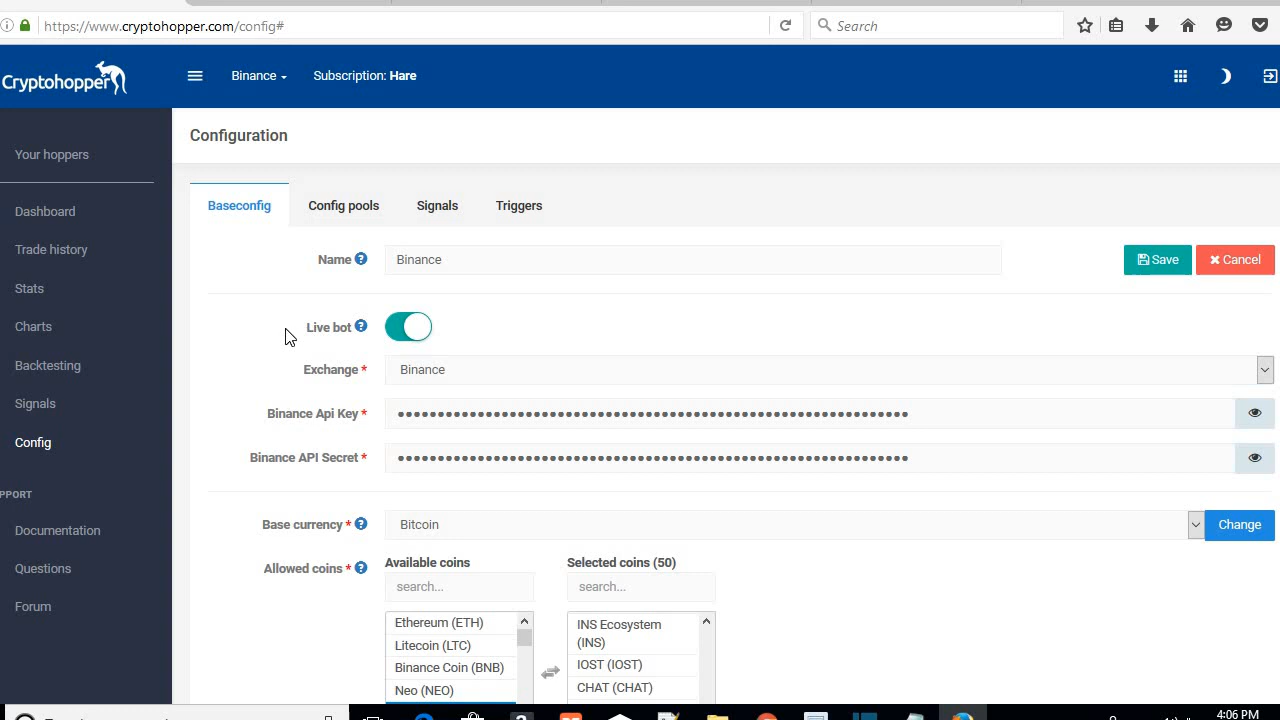 https://www.cryptohopper.com/config#
Search
Cryptohopper
Binance
Subscription: Hare
Your hoppers
Configuration
Baseconfig
Config pools
Signals
Triggers
Dashboard
Trade history
Stats
Charts
Backtesting
Signals
Config
PPORT
Documentation
Questions
Forum
Name
Binance
Save
Cancel
Live bot
Exchange *
Binance
Binance Api Key *
Binance API Secret *
Base currency *
Bitcoin
Change
Allowed coins *
Available coins
search...
Ethereum (ETH)
Litecoin (LTC)
Binance Coin (BNB)
Neo (NEO)
Selected coins (50)
search...
INS Ecosystem
(INS)
IOST (IOST)
CHAT (CHAT)
4:06 PM